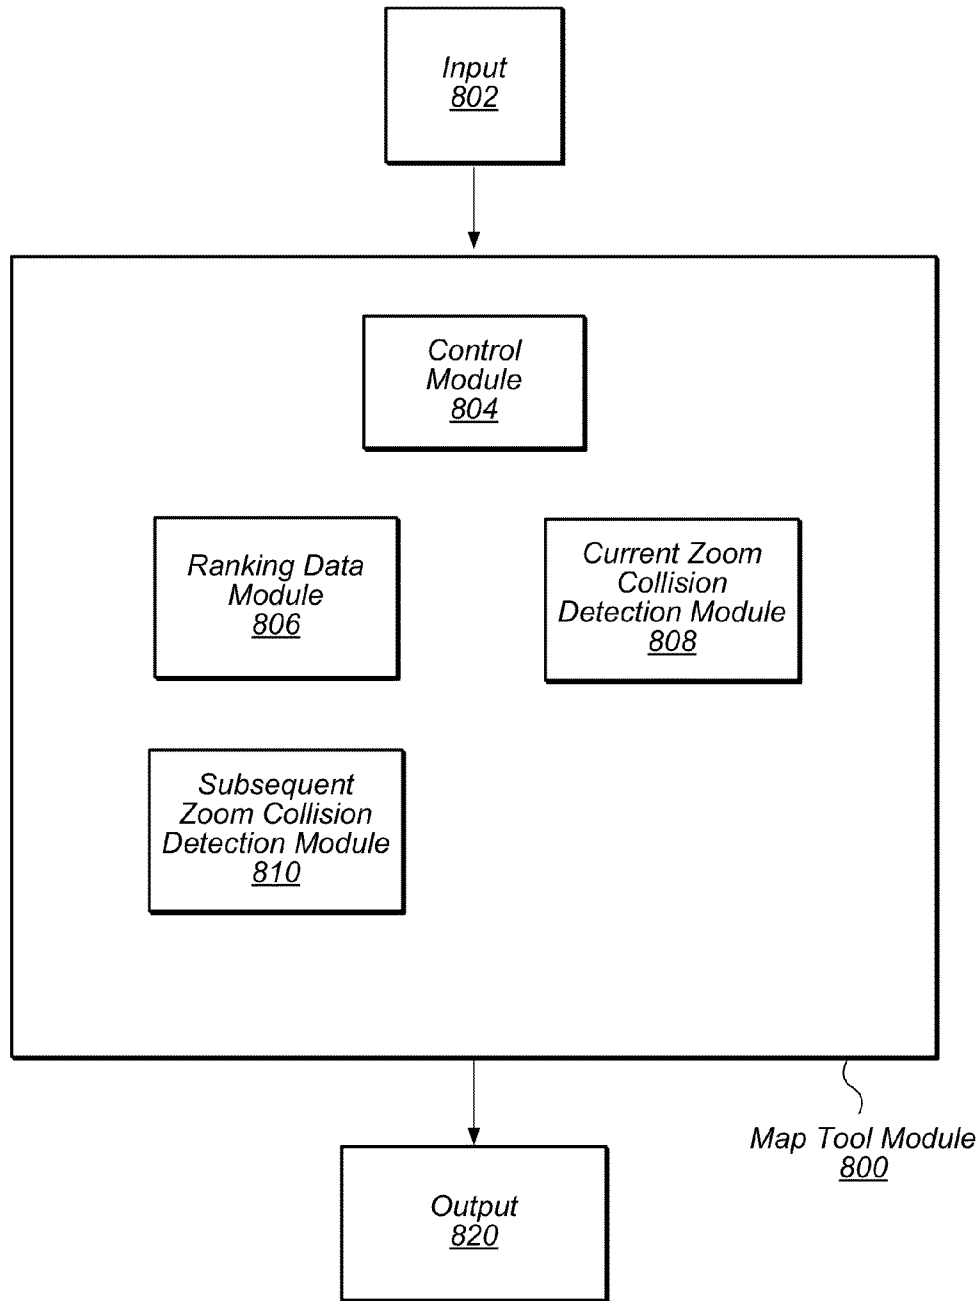 Input
802
Control
Module
804
Ranking Data
Module
806
Current Zoom
Collision
Detection Module
808
Subsequent
Zoom Collision
Detection Module
810
Map Tool Module
800
Output
820